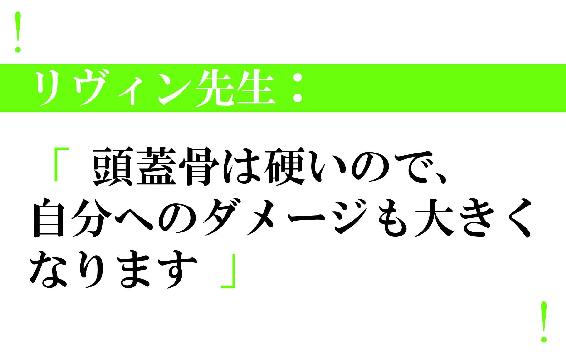 !
リヴィン先生：
「 頭蓋骨は硬いので、
自分へのダメージも大きく
なります 」
!